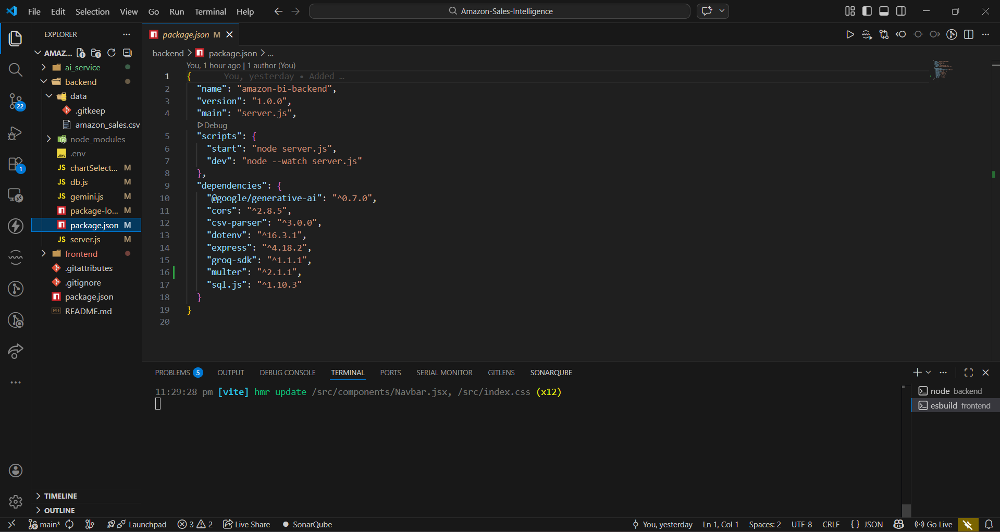 File Edit Selection View Go Run Terminal Help
Amazon-Sales-Intelligence
EXPLORER
AMAZ...
ai_service
backend
data
.gitkeep
amazon_sales.csv
node_modules
.env
JS chartSelect... M
JS db.js M
JS gemini.js M
package-lo... M
package.json M
JS server.js M
frontend
.gitattributes
.gitignore
package.json
README.md
TIMELINE
OUTLINE
22
1
package.json M
backend > package.json > ...
You, 1 hour ago | 1 author (You)
1 { You, yesterday • Added …
2 "name": "amazon-bi-backend",
3 "version": "1.0.0",
4 "main": "server.js",
Debug
5 "scripts": {
6 "start": "node server.js",
7 "dev": "node --watch server.js"
8 },
9 "dependencies": {
10 "@google/generative-ai": "^0.7.0",
11 "cors": "^2.8.5",
12 "csv-parser": "^3.0.0",
13 "dotenv": "^16.3.1",
14 "express": "^4.18.2",
15 "groq-sdk": "^1.1.1",
16 "multer": "^2.1.1",
17 "sql.js": "^1.10.3"
18 }
19 }
20
PROBLEMS 5 OUTPUT DEBUG CONSOLE TERMINAL PORTS SERIAL MONITOR GITLENS SONARQUBE
11:29:28 pm [vite] hmr update /src/components/Navbar.jsx, /src/index.css (x12)
node backend
esbuild frontend
main* Launchpad 3 2 Live Share SonarQube You, yesterday Ln 1, Col 1 Spaces: 2 UTF-8 CRLF { } JSON Go Live